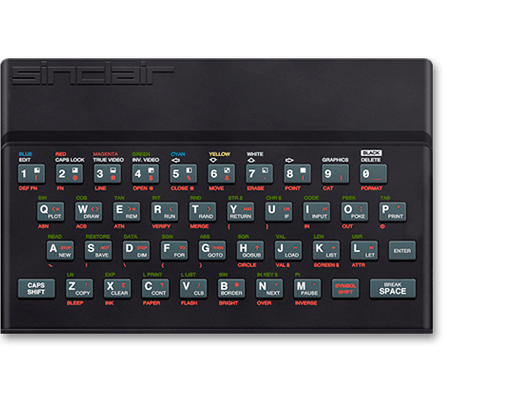 sinclair
BLUE RED MAGENTA GREEN CYAN YELLOW WHITE BLACK
EDIT CAPS LOCK TRUE VIDEO INV. VIDEO GRAPHICS DELETE
1 2 3 4 5 6 7 8 9 0
DEF FN FN LINE OPEN # CLOSE # MOVE ERASE POINT CAT FORMAT
COS TAN RND STR $ CHR $ CODE PEEK TAB
Q W E R T Y U I O P
PLOT DRAW REM RUN RAND RETURN IF INPUT POKE PRINT
ASN ACS ATN VERIFY MERGE IN OUT ©
READ RESTORE DATA SGN ABS SQR VAL LEN USR
A S D F G H J K L ENTER
NEW SAVE DIM FOR GOTO GOSUB LOAD LIST LET
CIRCLE VAL $ SCREEN $ ATTR
LN EXP L PRINT L LIST BIN IN KEY $ PI
CAPS SHIFT Z X C V B N M SYMBOL SHIFT BREAK SPACE
COPY CLEAR CONT CLS BORDER NEXT PAUSE
BLEEP INK PAPER FLASH BRIGHT OVER INVERSE